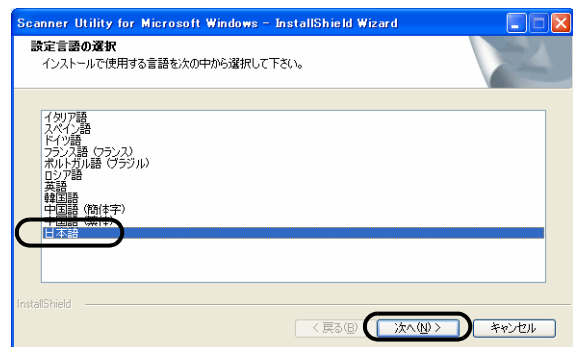 Scanner Utility for Microsoft Windows - InstallShield Wizard
設定言語の選択
インストールで使用する言語を次の中から選択して下さい。
イタリア語
スペイン語
ドイツ語
フランス語 (フランス)
ポルトガル語 (ブラジル)
ロシア語
英語
韓国語
中国語 (簡体字)
中国語 (繁体)
日本語
InstallShield
< 戻る(B)
次へ(N) >
キャンセル